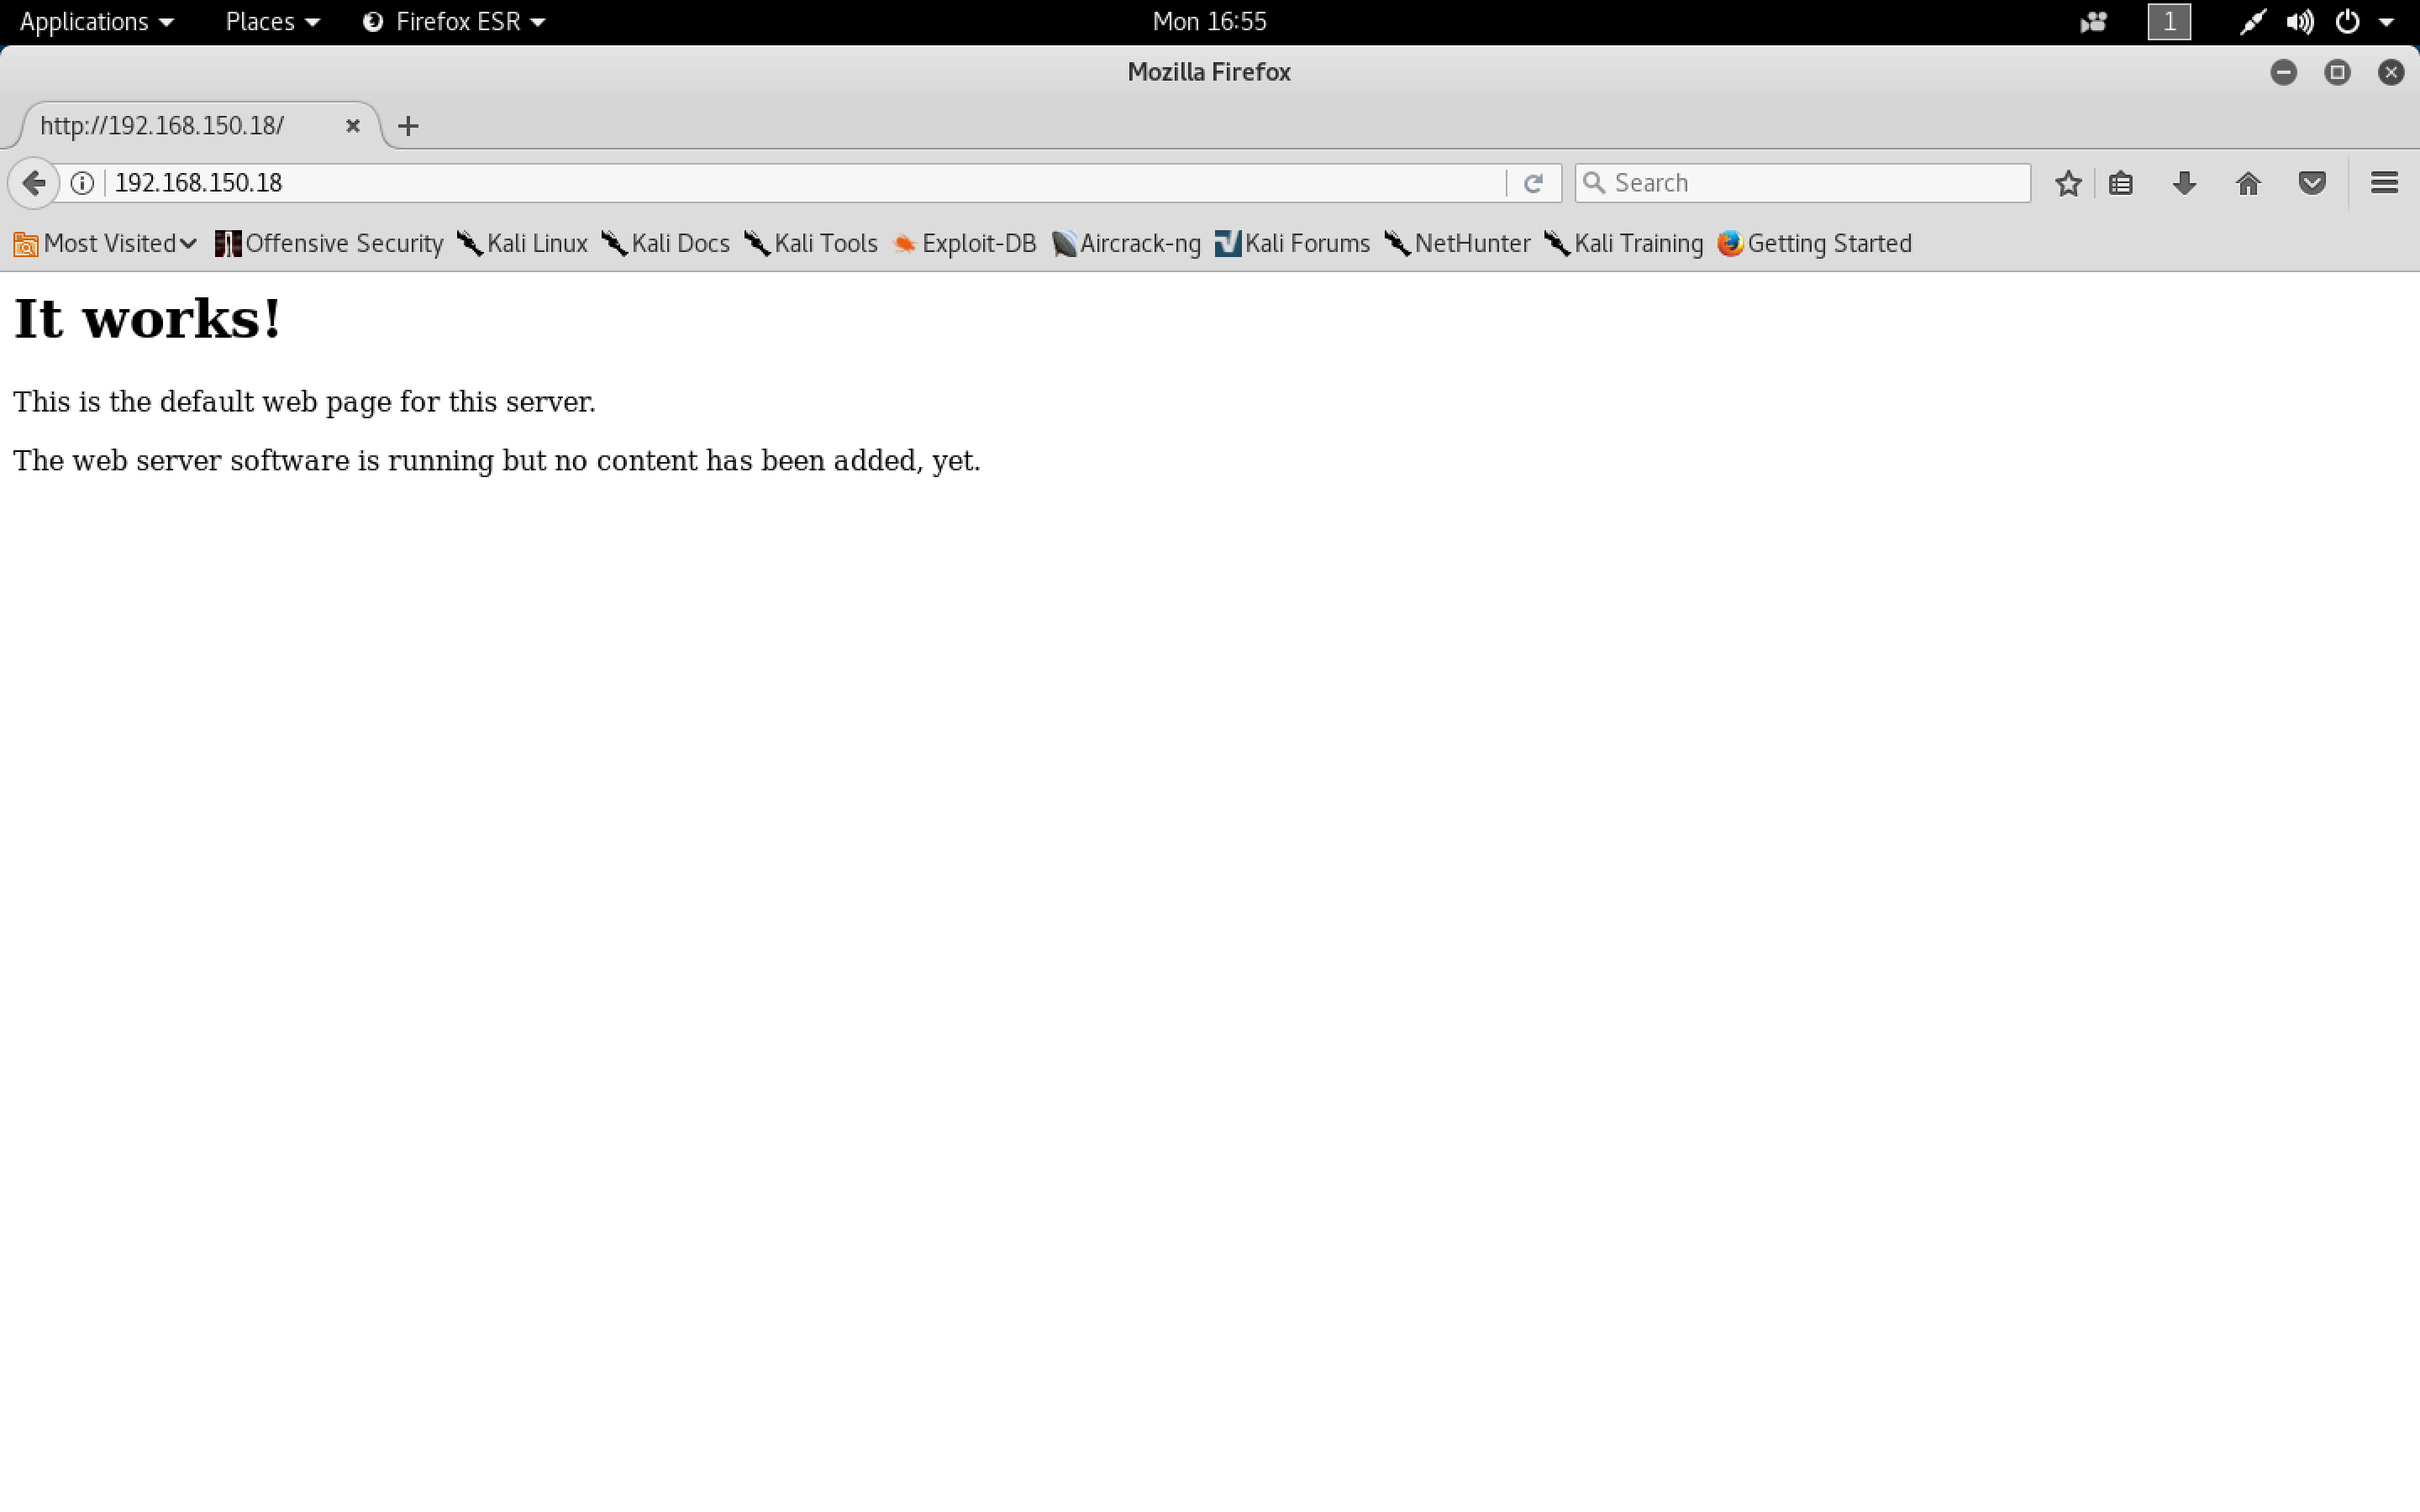 Applications Places Firefox ESR Mon 16:55 1
Mozilla Firefox
http://192.168.150.18/
192.168.150.18 Search
Most Visited Offensive Security Kali Linux Kali Docs Kali Tools Exploit-DB Aircrack-ng Kali Forums NetHunter Kali Training Getting Started
It works!
This is the default web page for this server.
The web server software is running but no content has been added, yet.